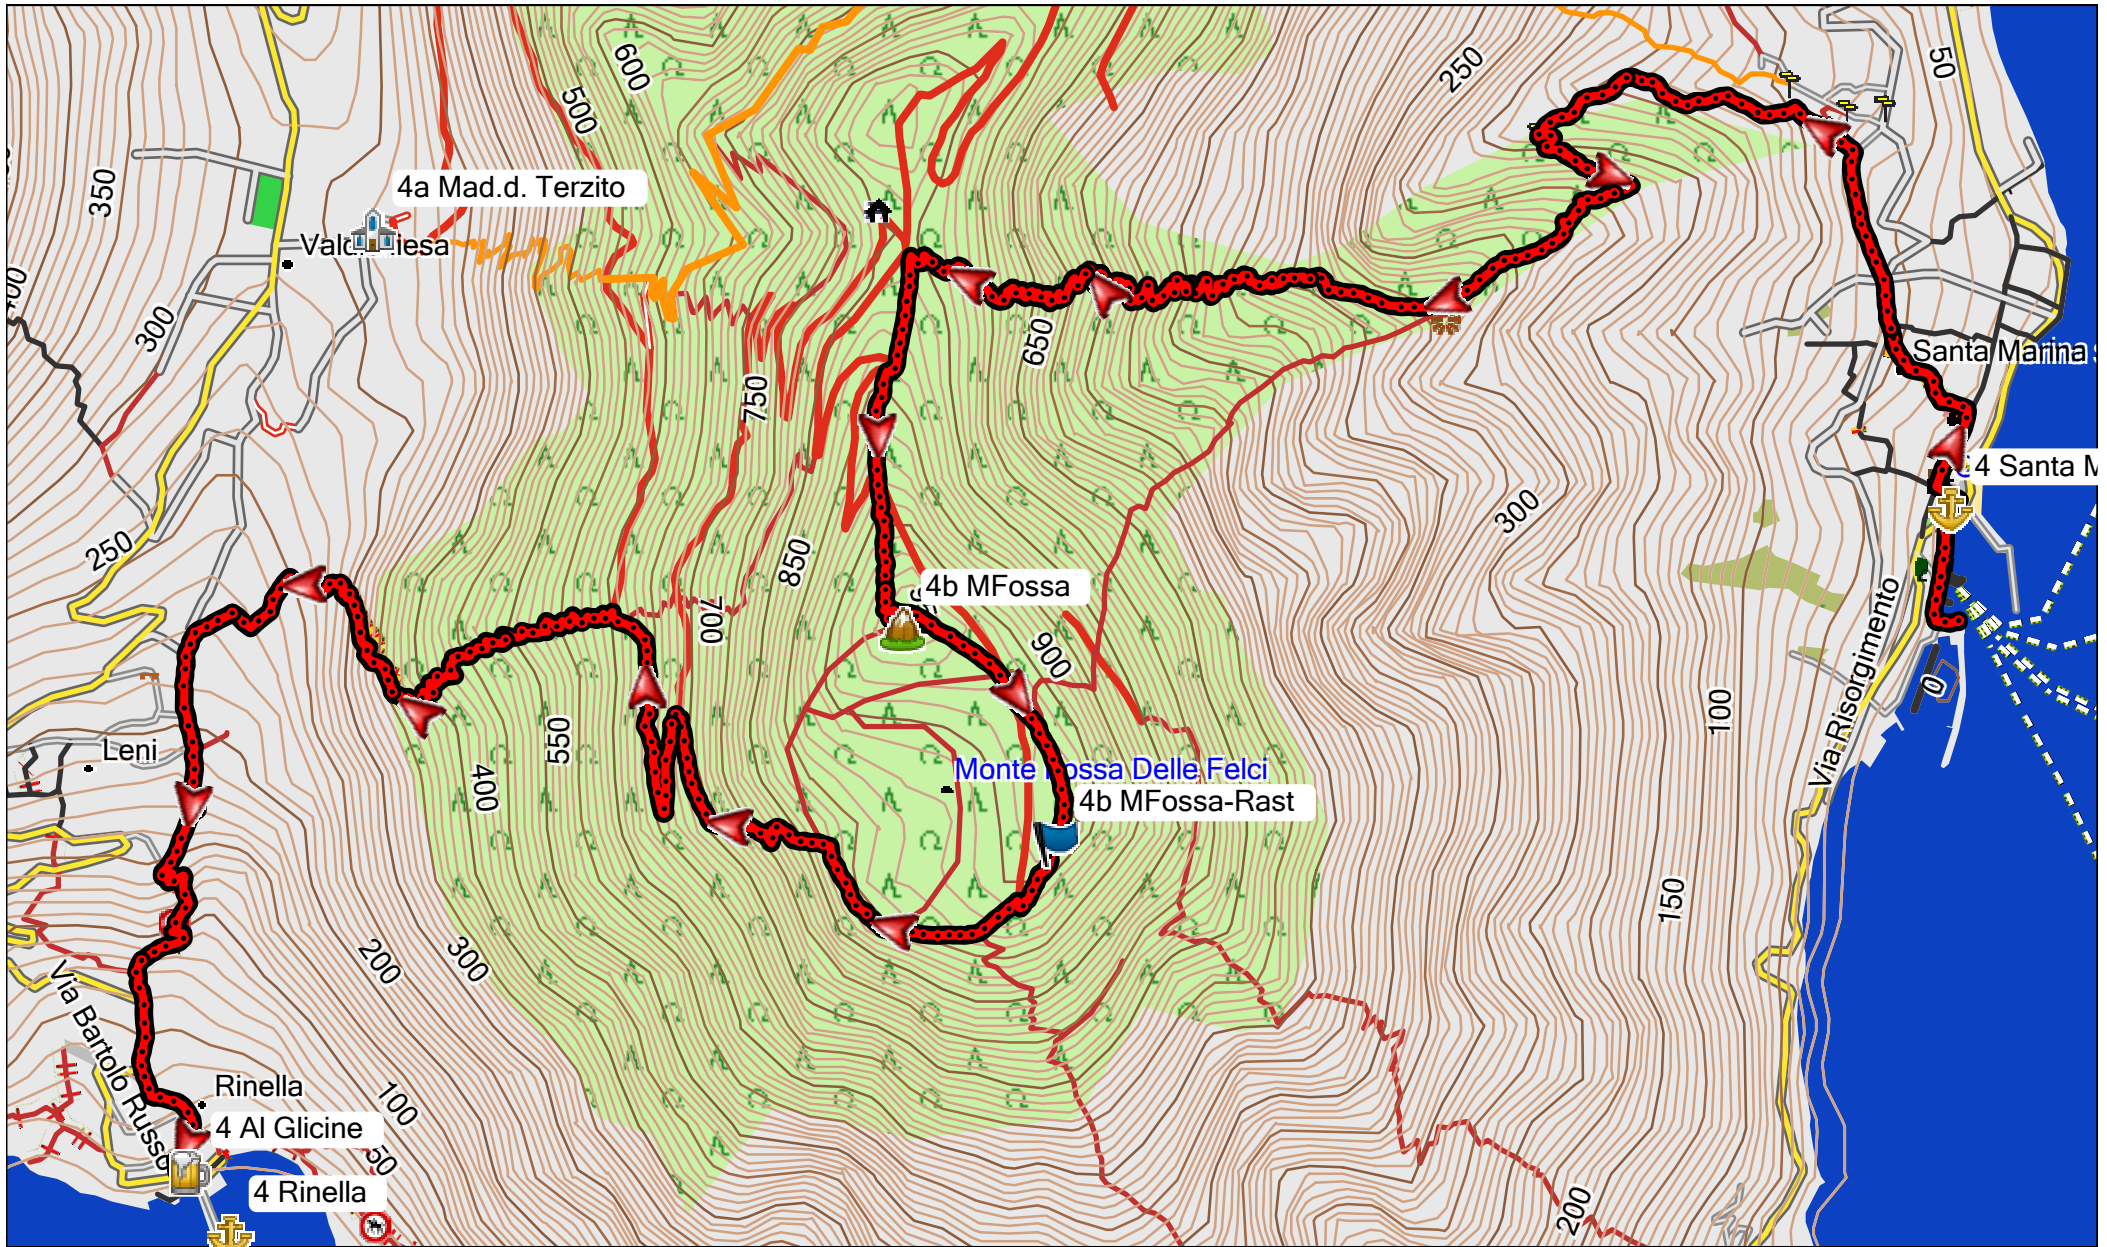 600
500
250
50
350
4a Mad.d. Terzito
300
650
750
Santa Marina
4 Santa M
250
850
300
4b MFossa
700
900
Via Risorgimento
0
100
550
400
Leni
Monte Fossa Delle Felci
4b MFossa-Rast
150
200
300
Via Bartolo Russo
Rinella
100
4 Al Glicine
50
4 Rinella
200